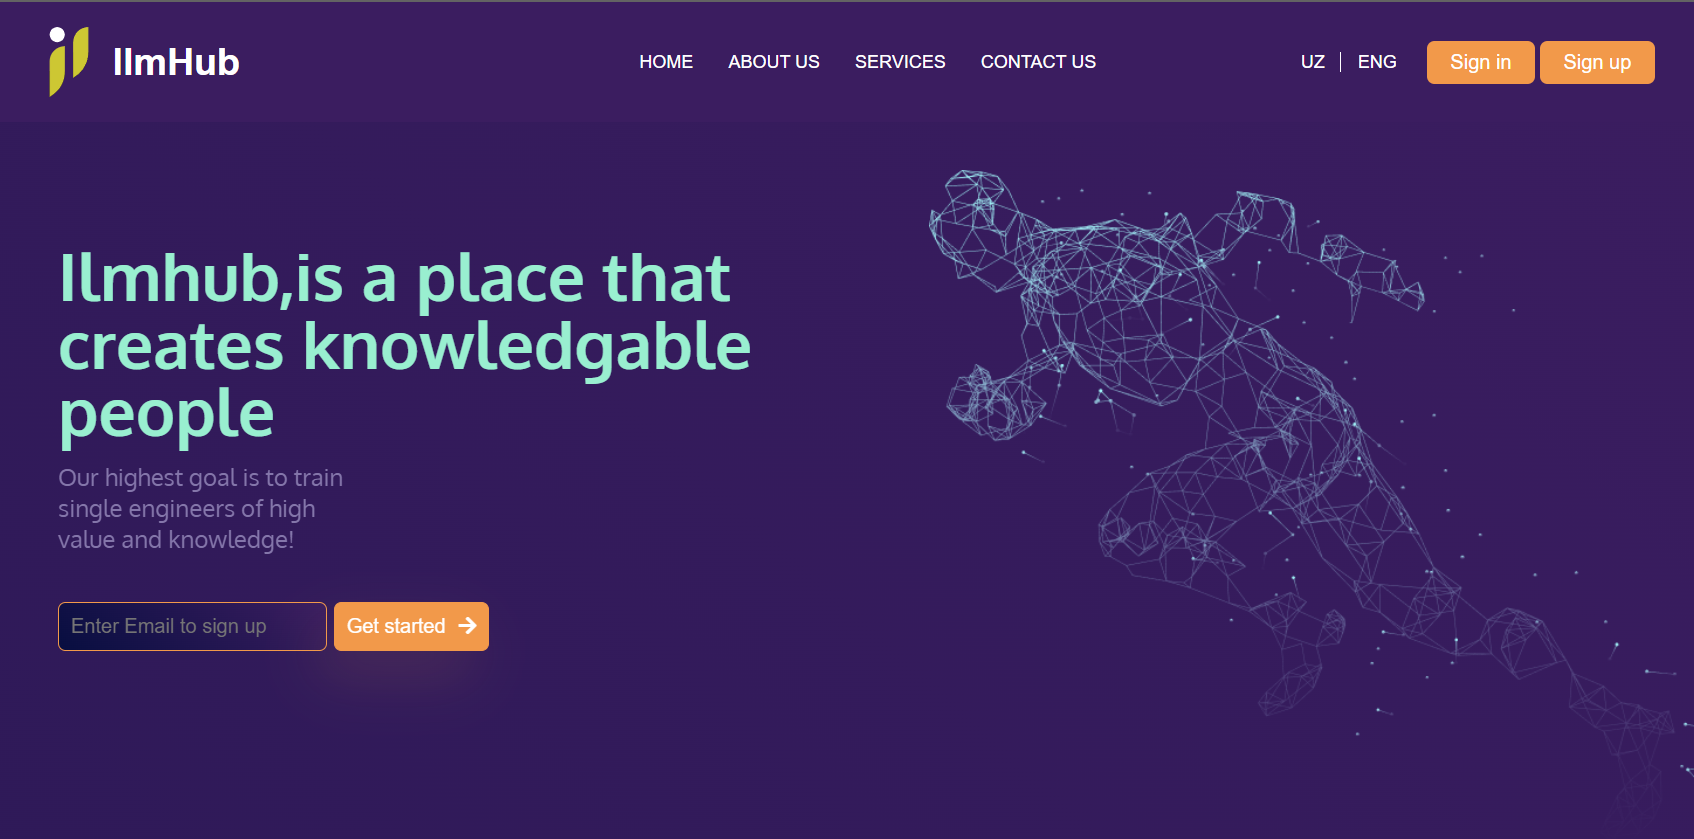 IlmHub
HOME
ABOUT US
SERVICES
CONTACT US
UZ
ENG
Sign in
Sign up
Ilmhub,is a place that
creates knowledgable
people
Our highest goal is to train
single engineers of high
value and knowledge!
Enter Email to sign up
Get started